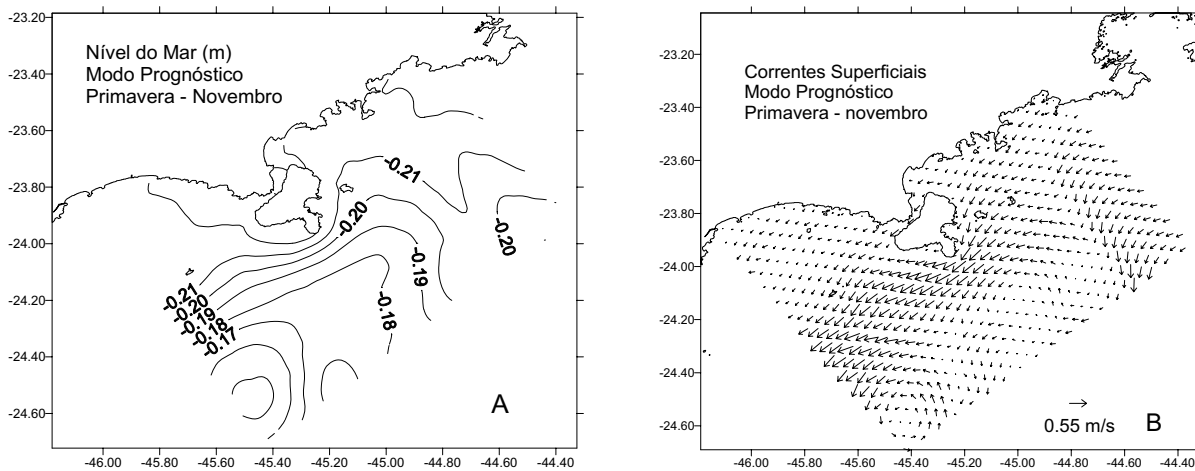 Nível do Mar (m)
Modo Prognóstico
Primavera - Novembro
-23.20
-23.40
-23.60
-23.80
-24.00
-24.20
-24.40
-24.60
-0.21
-0.20
-0.20
-0.19
-0.18
-0.21
-0.20
-0.19
-0.18
-0.17
A
-46.00 -45.80 -45.60 -45.40 -45.20 -45.00 -44.80 -44.60 -44.40
Correntes Superficiais
Modo Prognóstico
Primavera - novembro
-23.20
-23.40
-23.60
-23.80
-24.00
-24.20
-24.40
-24.60
0.55 m/s
B
-46.00 -45.80 -45.60 -45.40 -45.20 -45.00 -44.80 -44.60 -44.40